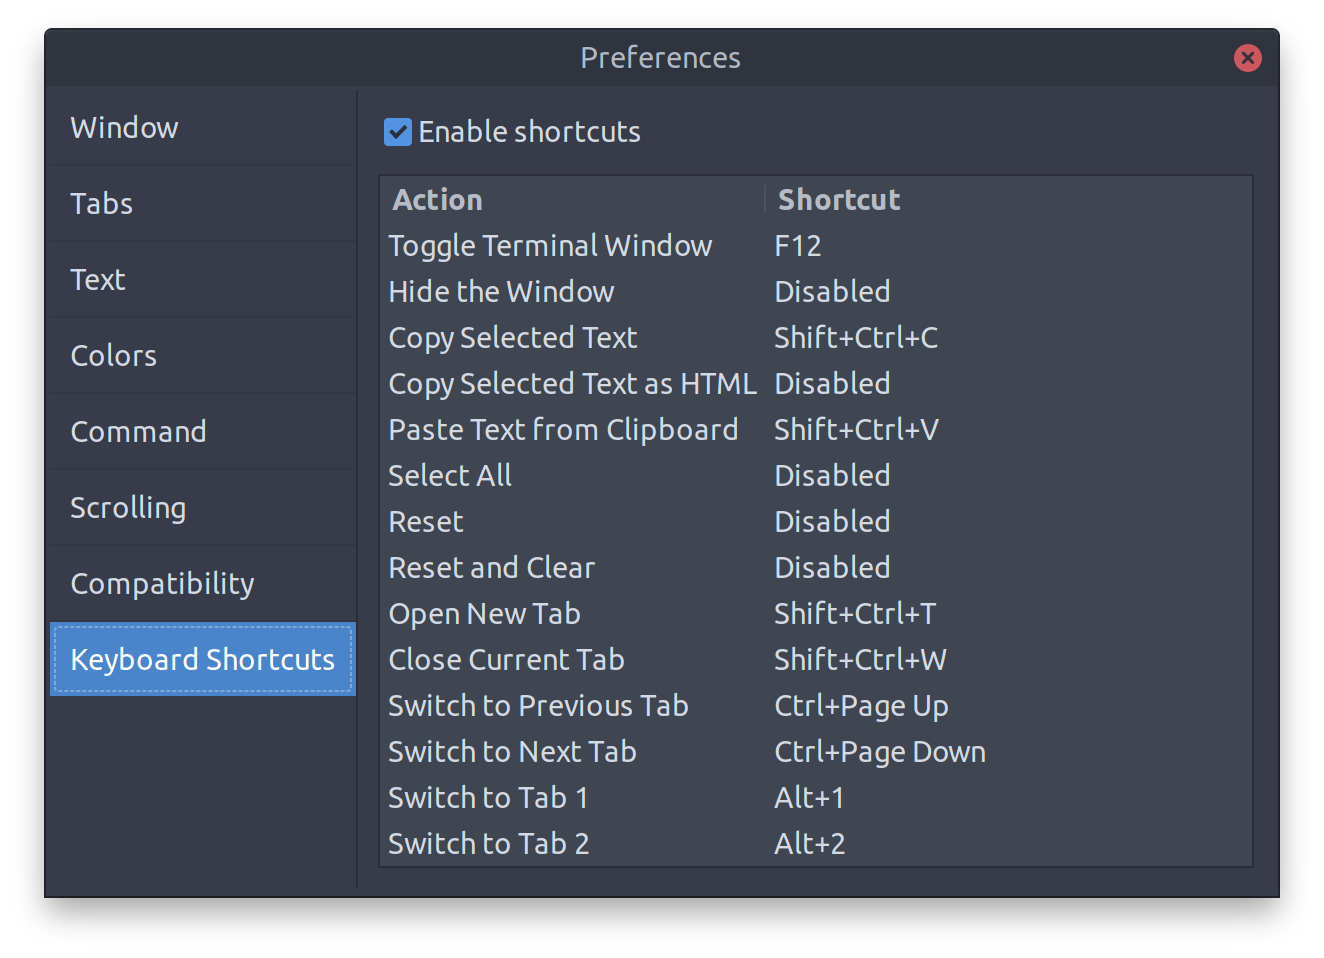 Preferences
Window
Tabs
Text
Colors
Command
Scrolling
Compatibility
Keyboard Shortcuts
Enable shortcuts
Action Shortcut
Toggle Terminal Window F12
Hide the Window Disabled
Copy Selected Text Shift+Ctrl+C
Copy Selected Text as HTML Disabled
Paste Text from Clipboard Shift+Ctrl+V
Select All Disabled
Reset Disabled
Reset and Clear Disabled
Open New Tab Shift+Ctrl+T
Close Current Tab Shift+Ctrl+W
Switch to Previous Tab Ctrl+Page Up
Switch to Next Tab Ctrl+Page Down
Switch to Tab 1 Alt+1
Switch to Tab 2 Alt+2